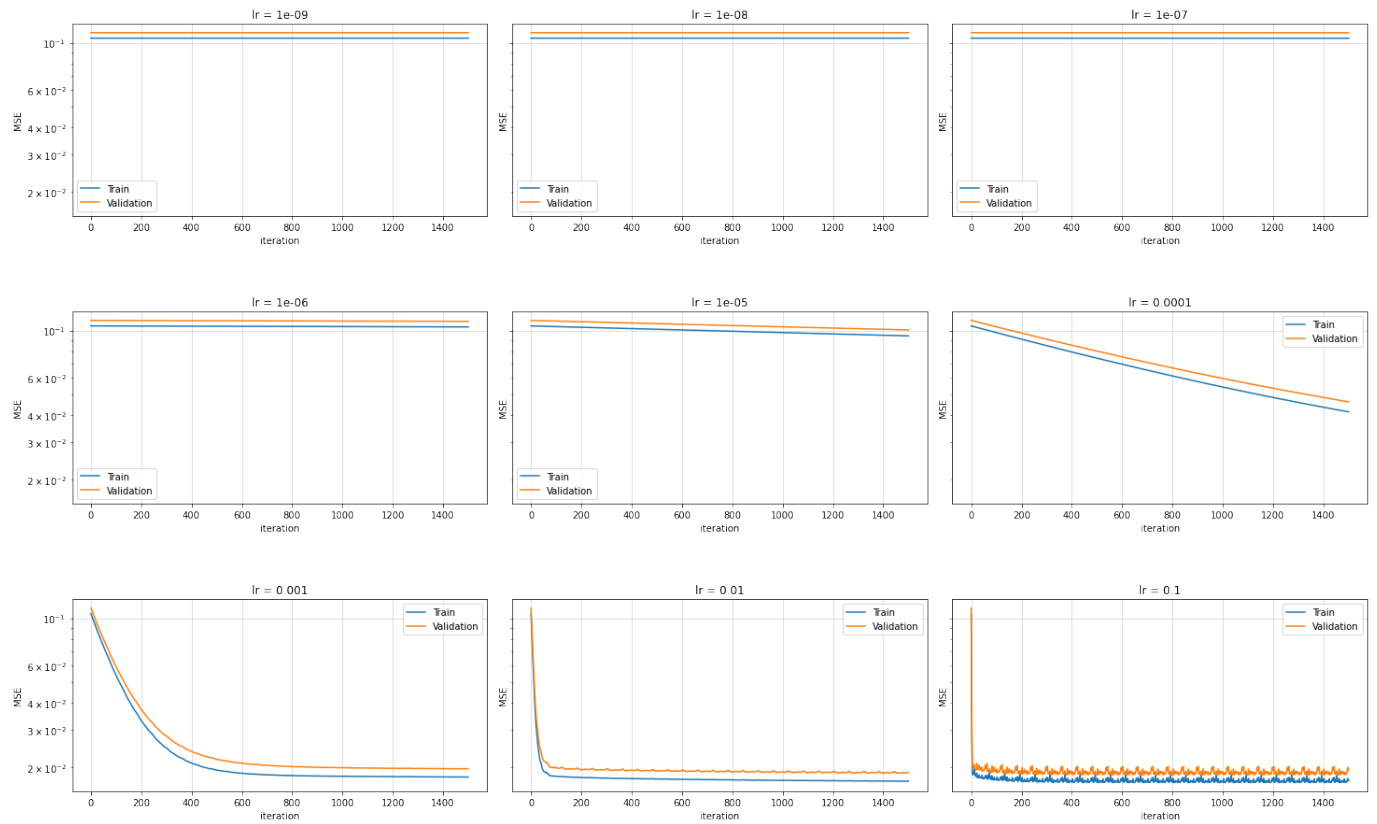 lr = 1e-09
MSE
10⁻¹
6 × 10⁻²
4 × 10⁻²
3 × 10⁻²
2 × 10⁻²
Train
Validation
0 200 400 600 800 1000 1200 1400
iteration
lr = 1e-08
MSE
Train
Validation
0 200 400 600 800 1000 1200 1400
iteration
lr = 1e-07
MSE
Train
Validation
0 200 400 600 800 1000 1200 1400
iteration
lr = 1e-06
MSE
10⁻¹
6 × 10⁻²
4 × 10⁻²
3 × 10⁻²
2 × 10⁻²
Train
Validation
0 200 400 600 800 1000 1200 1400
iteration
lr = 1e-05
MSE
Train
Validation
0 200 400 600 800 1000 1200 1400
iteration
lr = 0.0001
MSE
Train
Validation
0 200 400 600 800 1000 1200 1400
iteration
lr = 0.001
MSE
10⁻¹
6 × 10⁻²
4 × 10⁻²
3 × 10⁻²
2 × 10⁻²
Train
Validation
0 200 400 600 800 1000 1200 1400
iteration
lr = 0.01
MSE
Train
Validation
0 200 400 600 800 1000 1200 1400
iteration
lr = 0.1
MSE
Train
Validation
0 200 400 600 800 1000 1200 1400
iteration